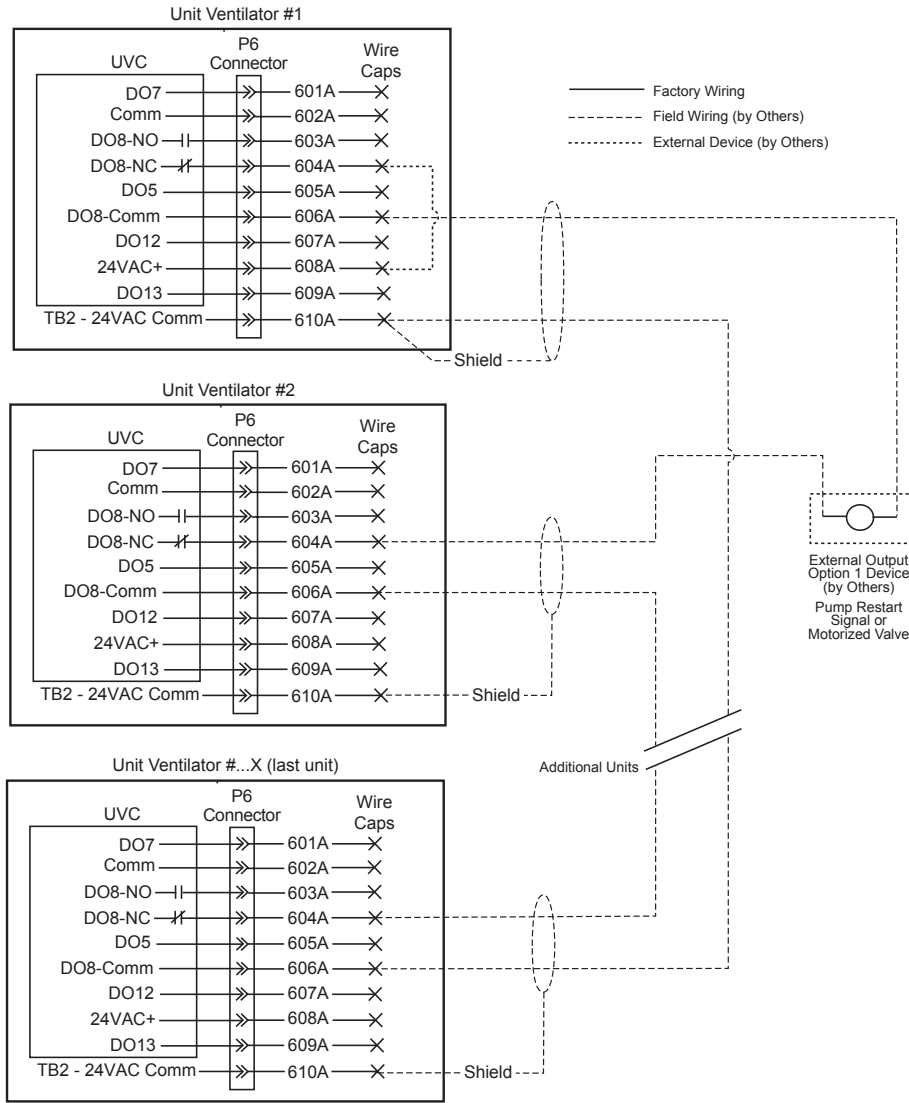 Unit Ventilator #1
UVC
P6
Connector
Wire
Caps
DO7 601A
Comm 602A
DO8-NO 603A
DO8-NC 604A
DO5 605A
DO8-Comm 606A
DO12 607A
24VAC+ 608A
DO13 609A
TB2 - 24VAC Comm 610A
Shield
Factory Wiring
Field Wiring (by Others)
External Device (by Others)
Unit Ventilator #2
UVC
P6
Connector
Wire
Caps
DO7 601A
Comm 602A
DO8-NO 603A
DO8-NC 604A
DO5 605A
DO8-Comm 606A
DO12 607A
24VAC+ 608A
DO13 609A
TB2 - 24VAC Comm 610A
Shield
External Output
Option 1 Device
(by Others)
Pump Restart
Signal or
Motorized Valve
Additional Units
Unit Ventilator #...X (last unit)
UVC
P6
Connector
Wire
Caps
DO7 601A
Comm 602A
DO8-NO 603A
DO8-NC 604A
DO5 605A
DO8-Comm 606A
DO12 607A
24VAC+ 608A
DO13 609A
TB2 - 24VAC Comm 610A
Shield